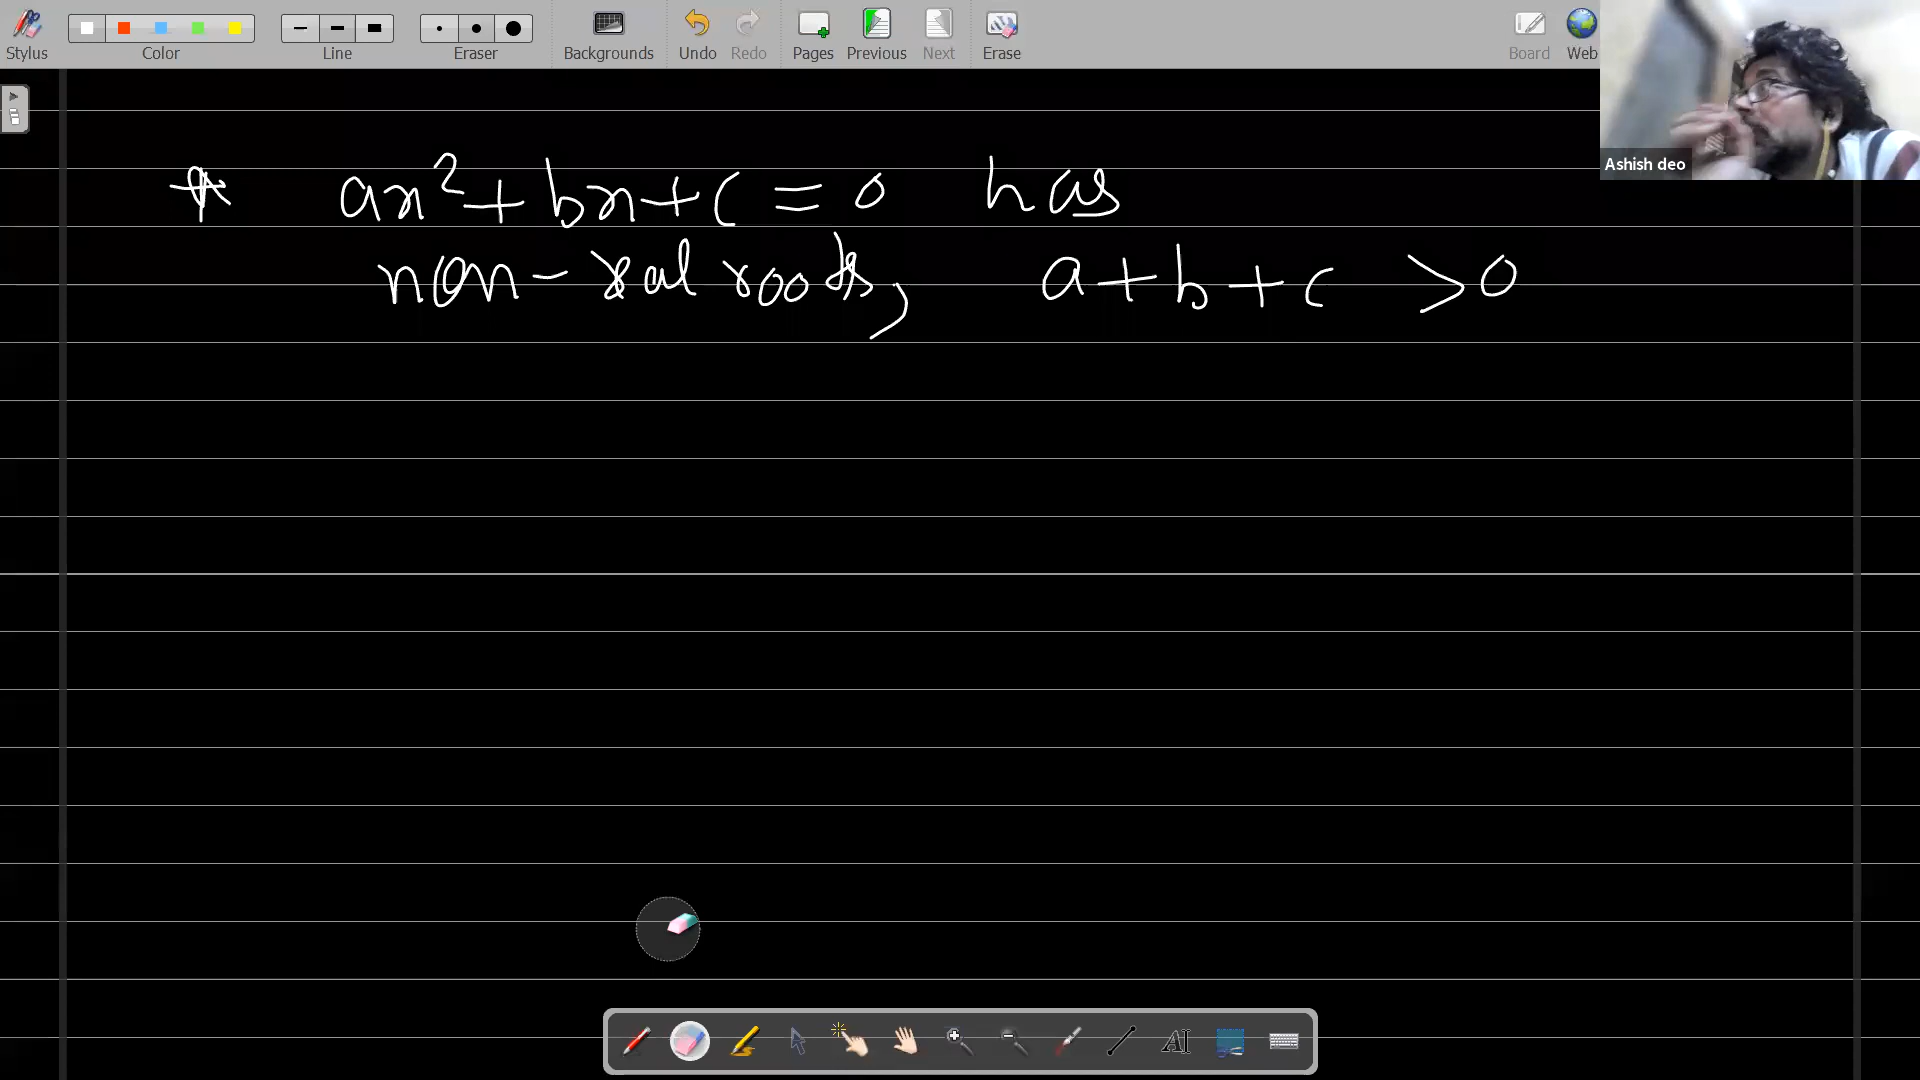 Stylus Color Line Eraser Backgrounds Undo Redo Pages Previous Next Erase Board Web
Ashish deo
* ax²+bx+c = 0 has
non-real roots, a+b+c >0